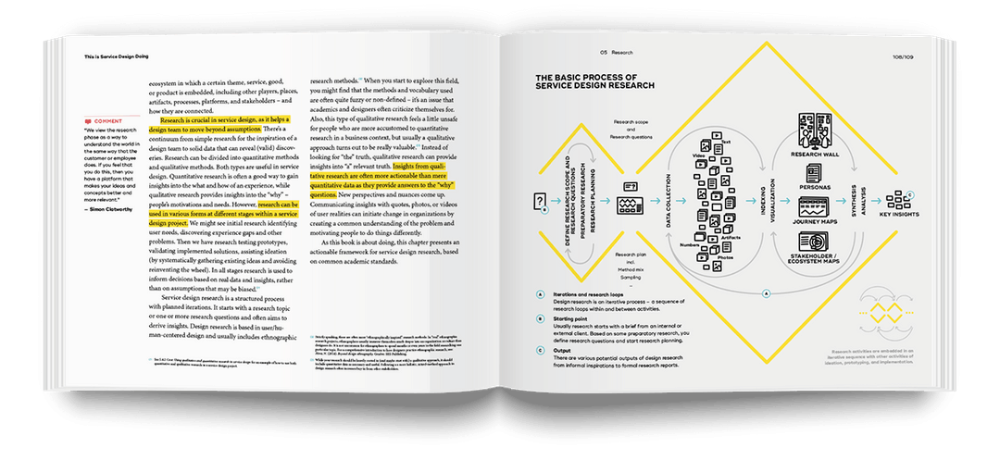 This is Service Design Doing
COMMENT
"We view the research
phase as a way to
understand the world in
the same way that the
customer or employee
does. If you feel that
you do this, then you
have a platform that
makes your ideas and
concepts better and
more relevant."
— Simon Clatworthy
ecosystem in which a certain theme, service, good,
or product is embedded, including other players, places,
artifacts, processes, platforms, and stakeholders – and
how they are connected.
Research is crucial in service design, as it helps a
design team to move beyond assumptions. There's a
continuum from simple research for the inspiration of a
design team to solid data that can reveal (valid) discov-
eries. Research can be divided into quantitative methods
and qualitative methods. Both types are useful in service
design. Quantitative research is often a good way to gain
insights into the what and how of an experience, while
qualitative research provides insights into the "why" –
people's motivations and needs. However, research can be
used in various forms at different stages within a service
design project. We might see initial research identifying
user needs, discovering experience gaps and other
problems. Then we have research testing prototypes,
validating implemented solutions, assisting ideation
(by systematically gathering existing ideas and avoiding
reinventing the wheel). In all stages research is used to
inform decisions based on real data and insights, rather
than on assumptions that may be biased.
Service design research is a structured process
with planned iterations. It starts with a research topic
or one or more research questions and often aims to
derive insights. Design research is based in user/hu-
man-centered design and usually includes ethnographic
research methods. When you start to explore this field,
you might find that the methods and vocabulary used
are often quite fuzzy or non-defined – it's an issue that
academics and designers often criticize themselves for.
Also, this type of qualitative research feels a little unsafe
for people who are more accustomed to quantitative
research in a business context, but usually a qualitative
approach turns out to be really valuable. Instead of
looking for "the" truth, qualitative research can provide
insights into "a" relevant truth. Insights from quali-
tative research are often more actionable than mere
quantitative data as they provide answers to the "why"
questions. New perspectives and nuances come up.
Communicating insights with quotes, photos, or videos
of user realities can initiate change in organizations by
creating a common understanding of the problem and
motivating people to do things differently.
As this book is about doing, this chapter presents an
actionable framework for service design research, based
on common academic standards.
05 Research
108/109
THE BASIC PROCESS OF
SERVICE DESIGN RESEARCH
Research scope
and
Research questions
?
B
DEFINE RESEARCH SCOPE AND
RESEARCH QUESTIONS
PREPARATORY RESEARCH
RESEARCH PLANNING
Research plan
incl.
Method mix
Sampling
DATA COLLECTION
Text
Video
Artifacts
Numbers
Photos
INDEXING
VISUALIZATION
RESEARCH WALL
PERSONAS
JOURNEY MAPS
STAKEHOLDER /
ECOSYSTEM MAPS
SYNTHESIS
ANALYSIS
C
KEY INSIGHTS
A
A Iterations and research loops
Design research is an iterative process – a sequence of
research loops within and between activities.
B Starting point
Usually research starts with a brief from an internal or
external client. Based on some preparatory research, you
define research questions and start research planning.
C Output
There are various potential outputs of design research
from informal inspirations to formal research reports.
Research activities are embedded in an
iterative sequence with other activities of
ideation, prototyping, and implementation.